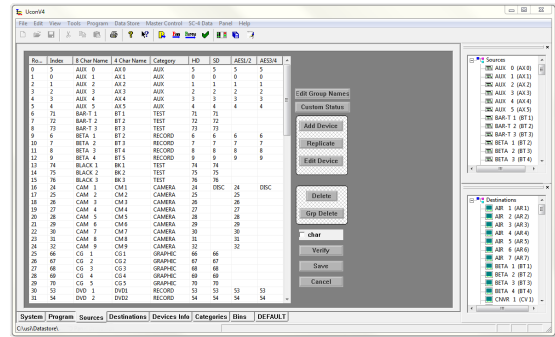 UconV4
File Edit View Tools Program Data Store Master Control SC-4 Data Panel Help
Ro... Index 8 Char Name 4 Char Name Category HD SD AES1/2 AES3/4
0 5 AUX 0 AX 0 AUX 5 5 5 5
1 0 AUX 1 AX 1 AUX 0 0 0 0
2 1 AUX 2 AX 2 AUX 1 1 1 1
3 2 AUX 3 AX 3 AUX 2 2 2 2
4 3 AUX 4 AX 4 AUX 3 3 3 3
5 4 AUX 5 AX 5 AUX 4 4 4 4
6 71 BAR-T 1 BT 1 TEST 71 71
7 72 BAR-T 2 BT 2 TEST 72 72
8 73 BAR-T 3 BT 3 TEST 73 73
9 6 BETA 1 BT 2 RECORD 6 6 6 6
10 7 BETA 2 BT 3 RECORD 7 7 7 7
11 8 BETA 3 BT 4 RECORD 8 8 8 8
12 9 BETA 4 BT 5 RECORD 9 9 9 9
13 74 BLACK 1 BK 1 TEST 74 74
14 75 BLACK 2 BK 2 TEST 75 75
15 76 BLACK 3 BK 3 TEST 76 76
16 24 CAM 1 CM 1 CAMERA 24 DISC 24 DISC
17 25 CAM 2 CM 2 CAMERA 25 25
18 26 CAM 3 CM 3 CAMERA 26 26
19 27 CAM 4 CM 4 CAMERA 27 27
20 28 CAM 5 CM 5 CAMERA 28 28
21 29 CAM 6 CM 6 CAMERA 29 29
22 30 CAM 7 CM 7 CAMERA 30 30
23 31 CAM 8 CM 8 CAMERA 31 31
24 32 CAM 9 CM 9 CAMERA 32 32
25 66 CG 1 CG 1 GRAPHIC 66 66
26 67 CG 2 CG 2 GRAPHIC 67 67
27 68 CG 3 CG 3 GRAPHIC 68 68
28 69 CG 4 CG 4 GRAPHIC 69 69
29 70 CG 5 CG 5 GRAPHIC 70 70
30 53 DVD 1 DVD1 RECORD 53 53 53 53
31 54 DVD 2 DVD2 RECORD 54 54 54 54
Edit Group Names
Custom Status
Add Device
Replicate
Edit Device
Delete
Grp Delete
char
Verify
Save
Cancel
Sources
AUX 0 (AX 0)
AUX 1 (AX 1)
AUX 2 (AX 2)
AUX 3 (AX 3)
AUX 4 (AX 4)
AUX 5 (AX 5)
BAR-T 1 (BT 1)
BAR-T 2 (BT 2)
BAR-T 3 (BT 3)
BETA 1 (BT 2)
BETA 2 (BT 3)
BETA 3 (BT 4)
Destinations
AIR 1 (AR 1)
AIR 2 (AR 2)
AIR 3 (AR 3)
AIR 4 (AR 4)
AIR 5 (AR 5)
AIR 6 (AR 6)
AIR 7 (AR 7)
BETA 1 (BT 1)
BETA 2 (BT 2)
BETA 3 (BT 3)
BETA 4 (BT 4)
CNVR 1 (CV 1)
System Program Sources Destinations Devices Info Categories Bins DEFAULT
C:\usi\Datastore\